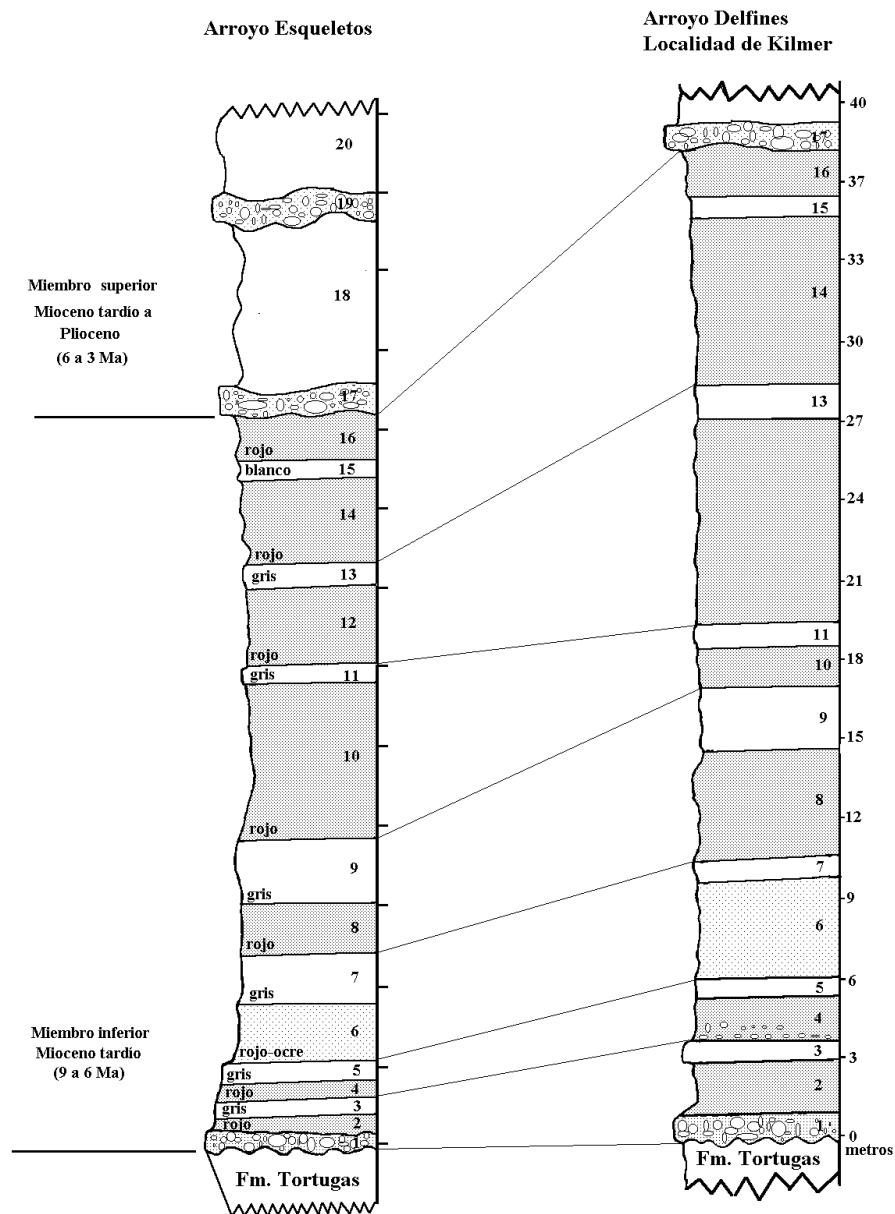 Arroyo Esqueletos
Arroyo Delfines
Localidad de Kilmer
20
19
18
17
rojo 16
blanco 15
14
rojo
gris 13
12
rojo
gris 11
10
rojo
9
gris
8
rojo
7
gris
6
rojo-ocre
gris 5
rojo 4
gris 3
rojo 2
1
Fm. Tortugas
Miembro superior
Mioceno tardío a
Plioceno
(6 a 3 Ma)
Miembro inferior
Mioceno tardío
(9 a 6 Ma)
17
16
15
14
13
11
10
9
8
7
6
5
4
3
2
1
Fm. Tortugas
40
37
33
30
27
24
21
18
15
12
9
6
3
0
metros